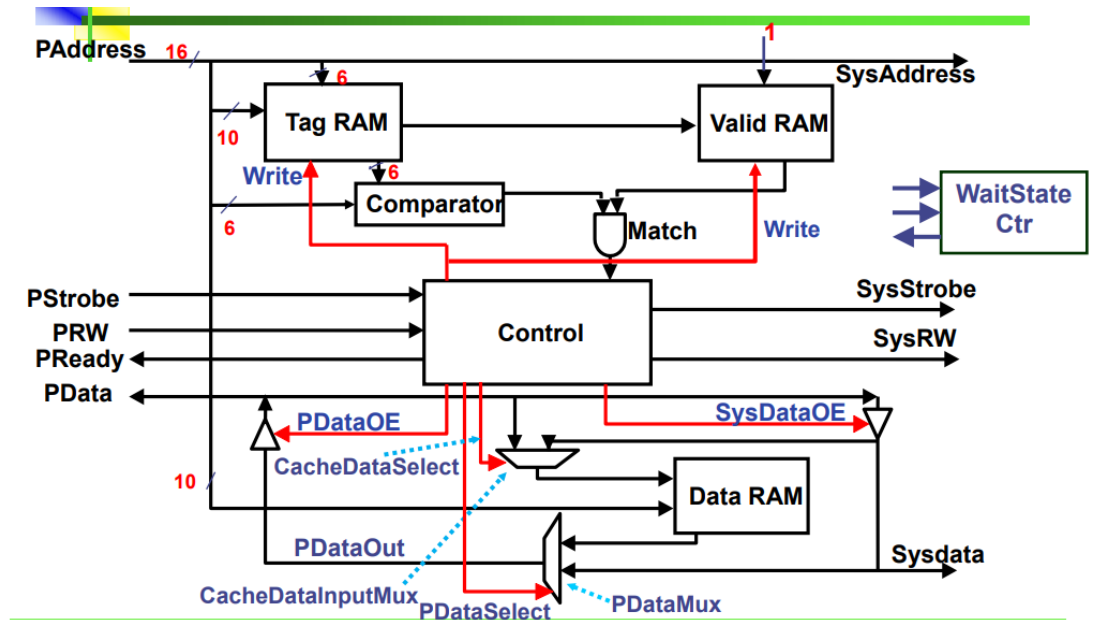 1
PAddress
16
SysAddress
6
Tag RAM
Valid RAM
10
Write
6
Comparator
WaitState
Ctr
6
Match
Write
PStrobe
SysStrobe
PRW
Control
SysRW
PReady
PData
PDataOE
SysDataOE
CacheDataSelect
10
Data RAM
PDataOut
Sysdata
CacheDataInputMux
PDataSelect
PDataMux